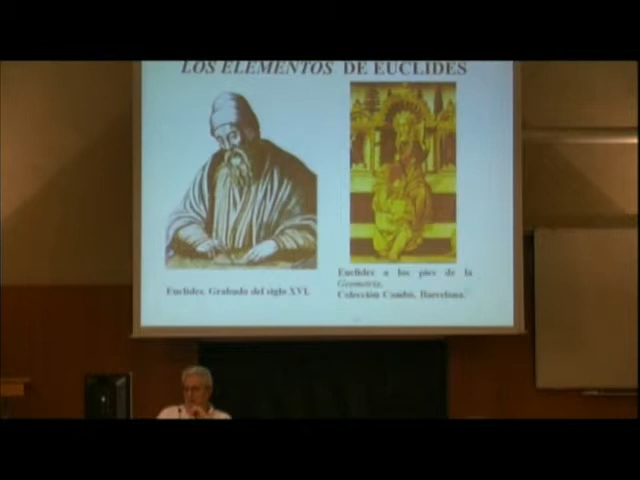 LOS ELEMENTOS DE EUCLIDES
Euclides. Grabado del siglo XVI.
Euclides a los pies de la
Geometría.
Colección Cambó. Barcelona.